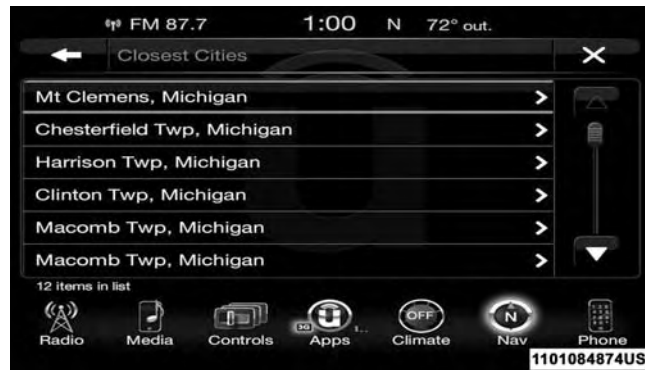 FM 87.7 1:00 N 72° out.
Closest Cities
Mt Clemens, Michigan
Chesterfield Twp, Michigan
Harrison Twp, Michigan
Clinton Twp, Michigan
Macomb Twp, Michigan
Macomb Twp, Michigan
12 items in list
3G 1.. OFF N
Radio Media Controls Apps Climate Nav Phone
1101084874US